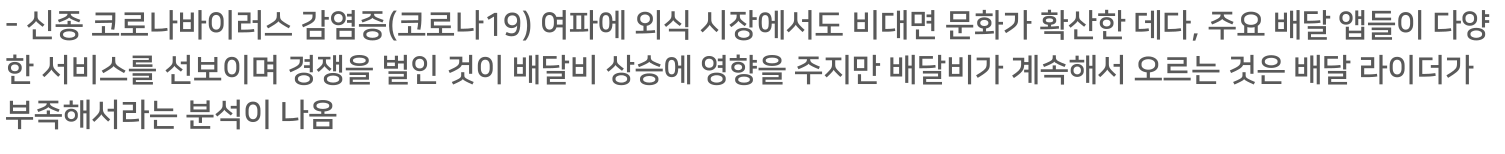 - 신종 코로나바이러스 감염증(코로나19) 여파에 외식 시장에서도 비대면 문화가 확산한 데다, 주요 배달 앱들이 다양
한 서비스를 선보이며 경쟁을 벌인 것이 배달비 상승에 영향을 주지만 배달비가 계속해서 오르는 것은 배달 라이더가
부족해서라는 분석이 나옴